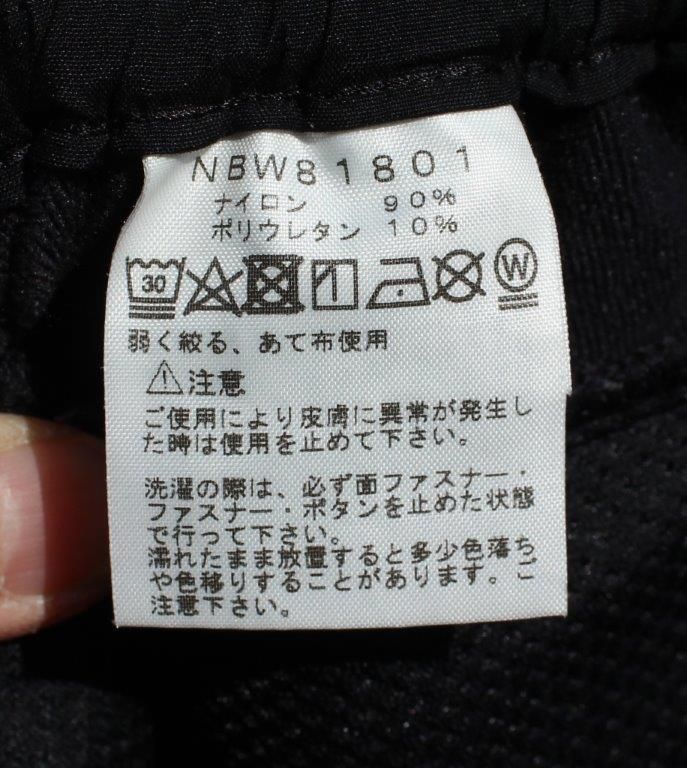 NBW81801
ナイロン 90%
ポリウレタン 10%
30 W
弱く絞る、あて布使用
注意
ご使用により皮膚に異常が発生し
た時は使用を止めて下さい。
洗濯の際は、必ず面ファスナー・
ファスナー・ボタンを止めた状態
で行って下さい。
濡れたまま放置すると多少色落ち
や色移りすることがあります。ご
注意下さい。